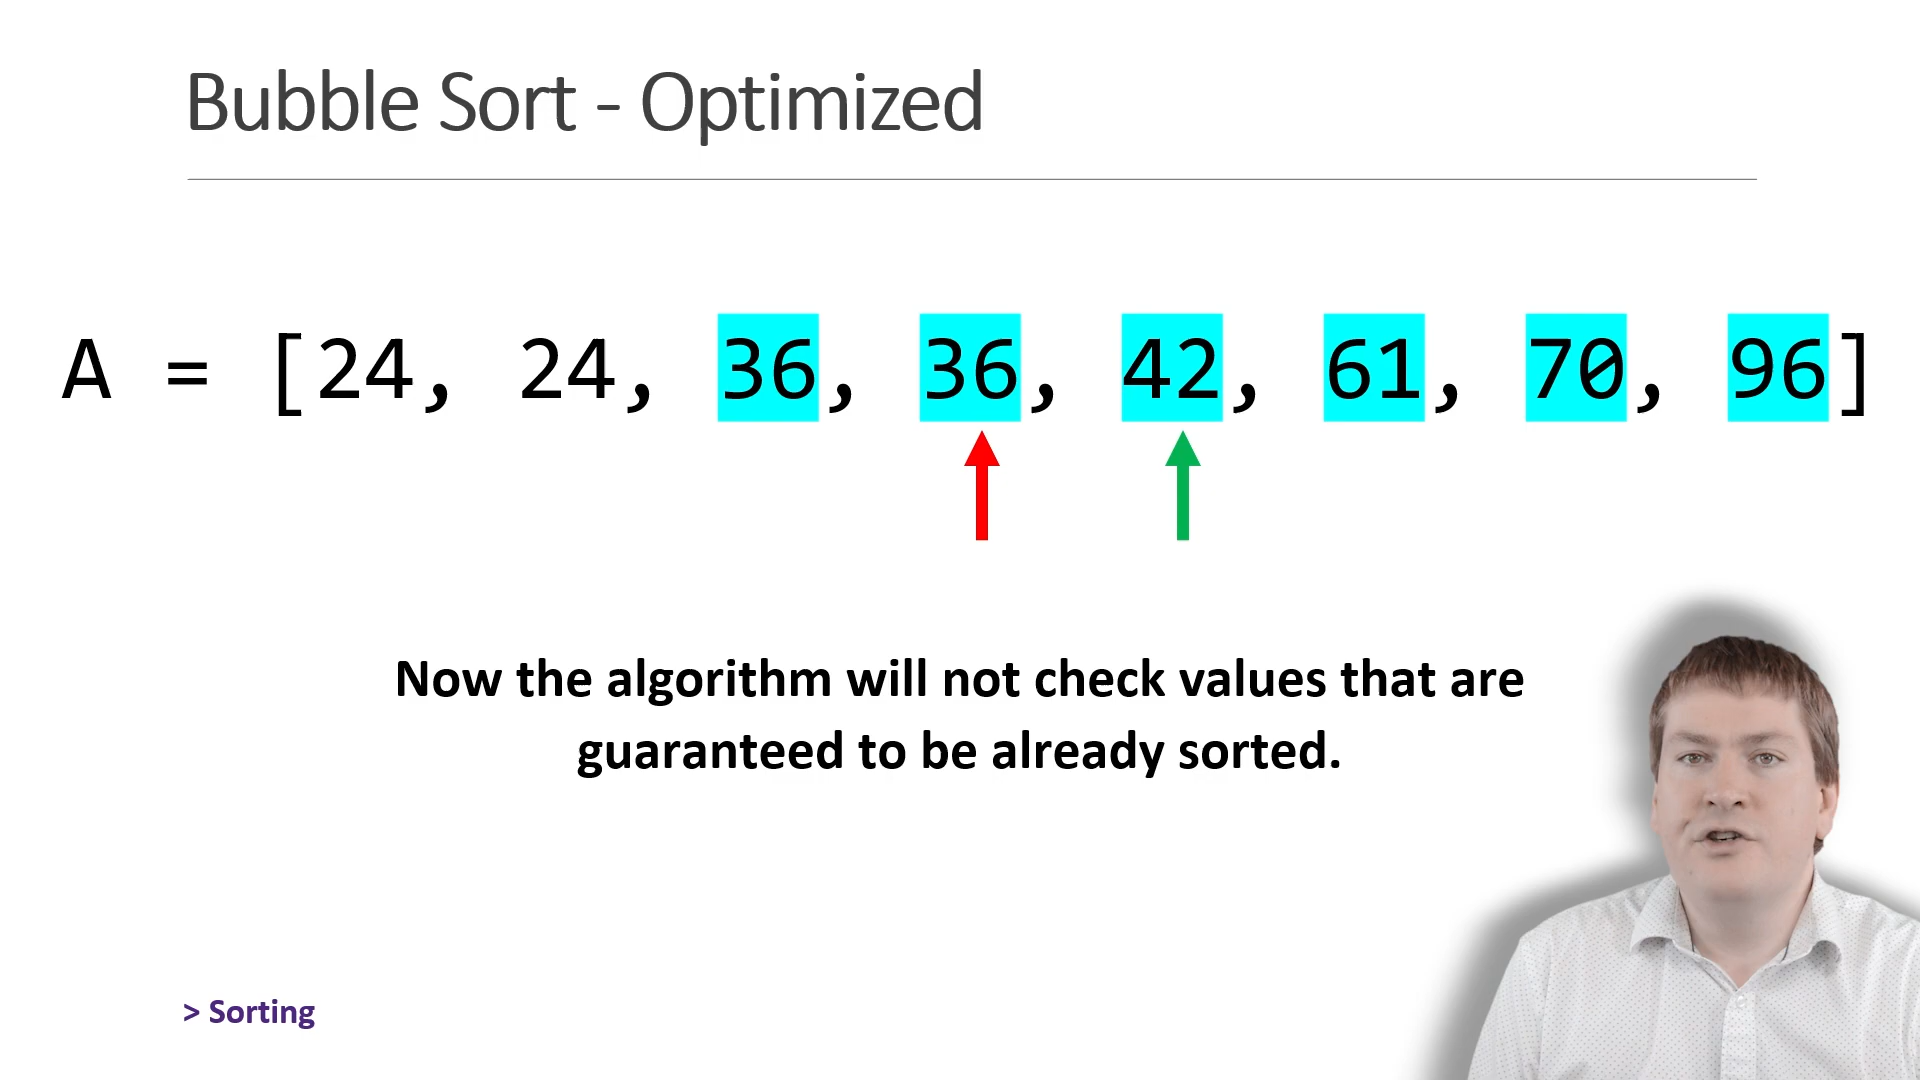 Bubble Sort - Optimized
A = [24, 24, 36, 36, 42, 61, 70, 96]
Now the algorithm will not check values that are
guaranteed to be already sorted.
> Sorting